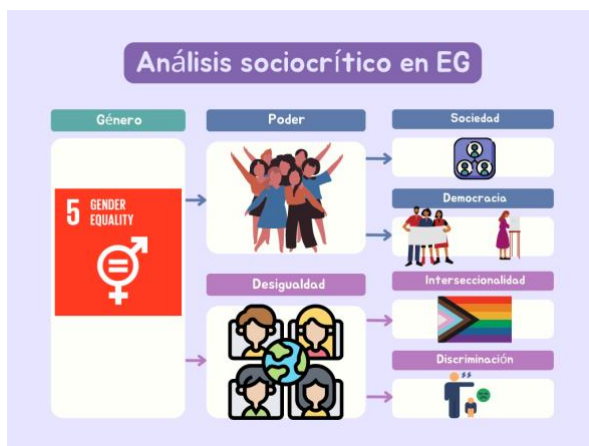 Análisis sociocrítico en EG
Género
Poder
Sociedad
5 GENDER
EQUALITY
Democracia
Desigualdad
Interseccionalidad
Discriminación